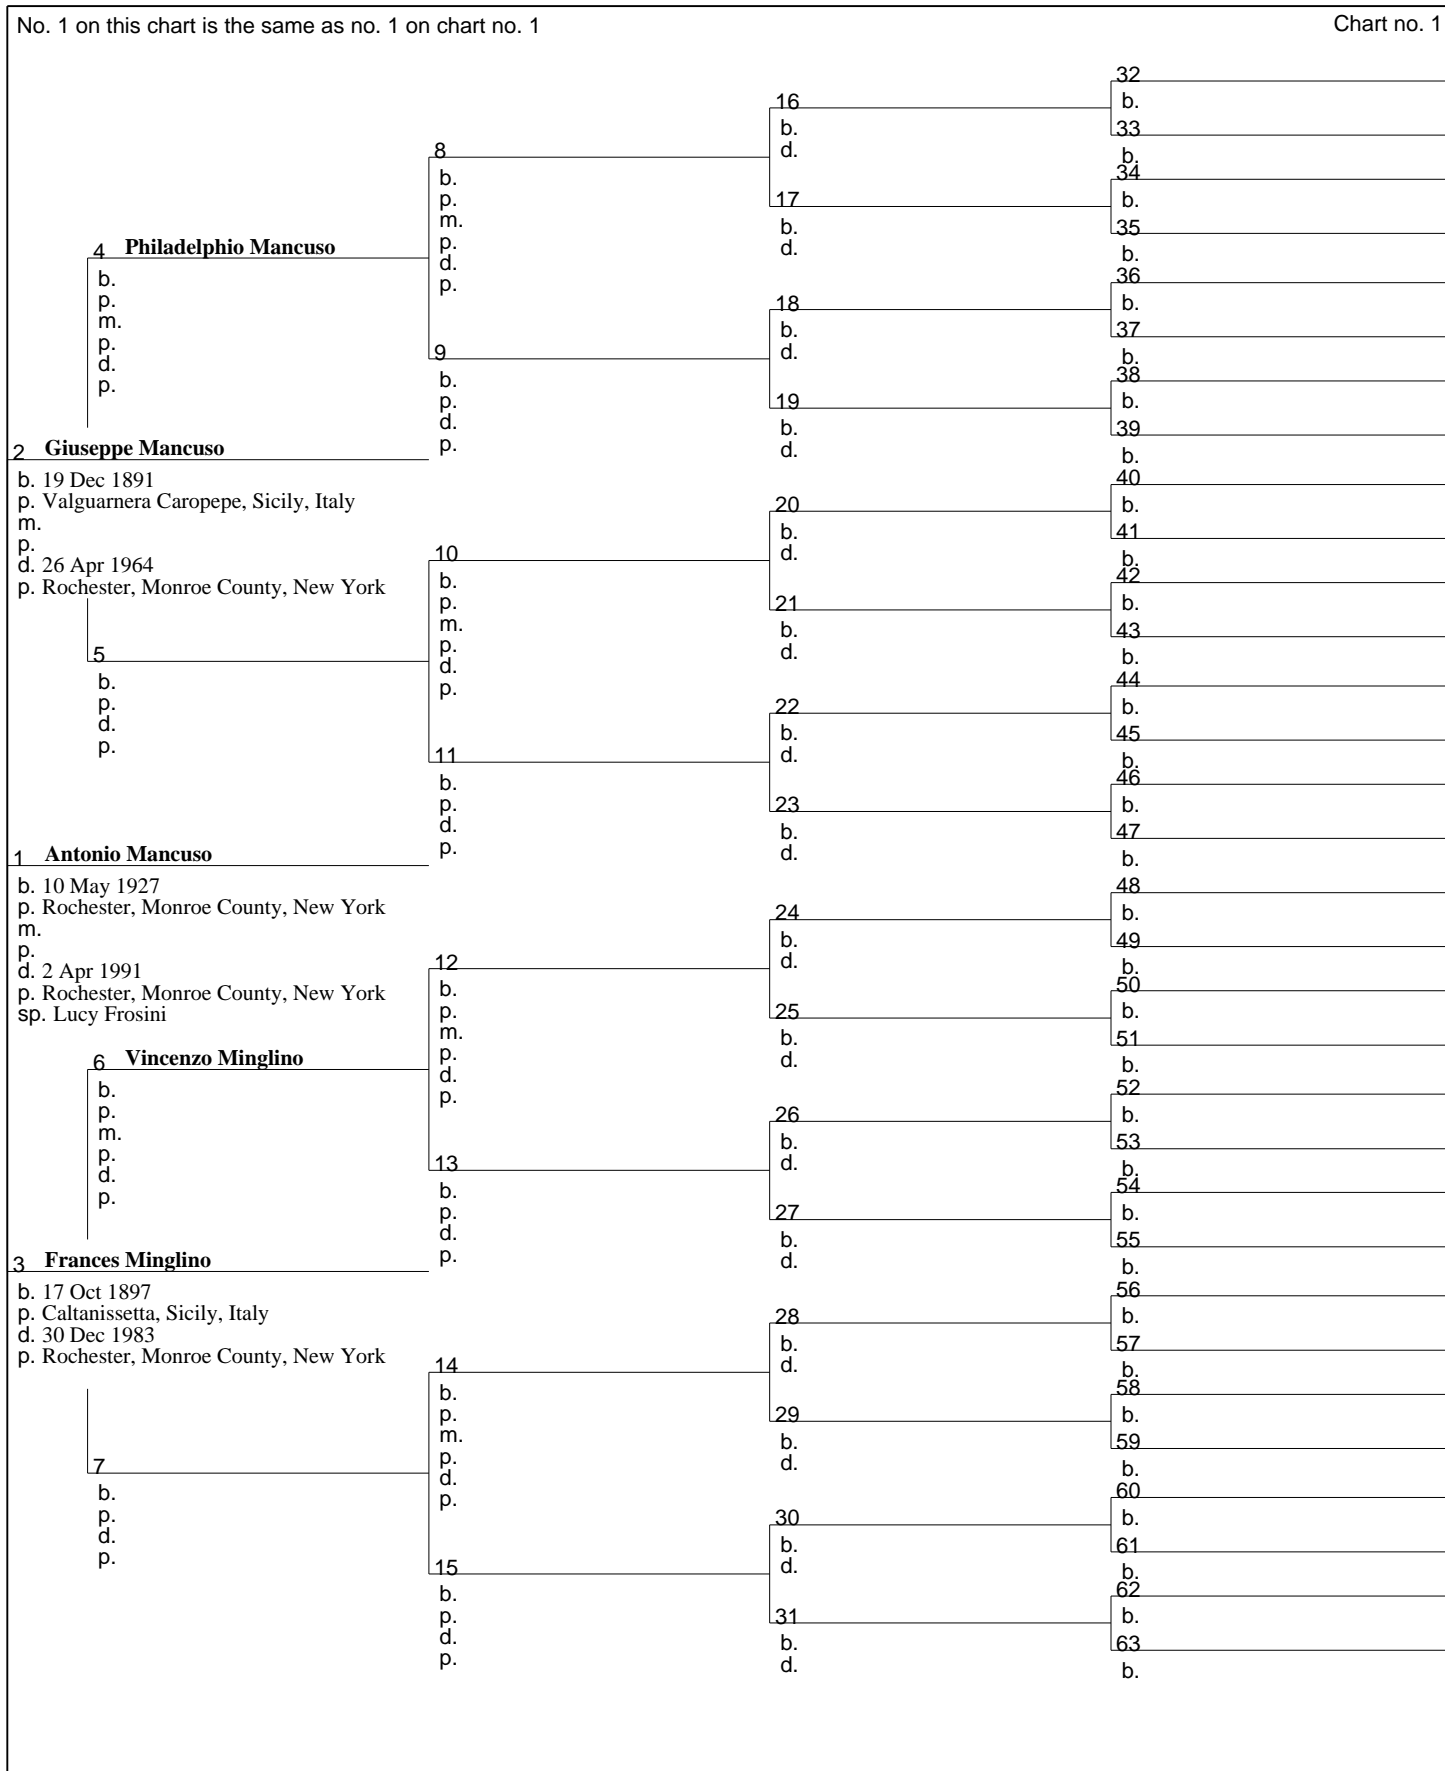 No. 1 on this chart is the same as no. 1 on chart no. 1
Chart no. 1
4 Philadelphio Mancuso
b.
p.
m.
p.
d.
p.
2 Giuseppe Mancuso
b. 19 Dec 1891
p. Valguarnera Caropepe, Sicily, Italy
m.
p.
d. 26 Apr 1964
p. Rochester, Monroe County, New York
5
b.
p.
d.
p.
1 Antonio Mancuso
b. 10 May 1927
p. Rochester, Monroe County, New York
m.
p.
d. 2 Apr 1991
p. Rochester, Monroe County, New York
sp. Lucy Frosini
6 Vincenzo Minglino
b.
p.
m.
p.
d.
p.
3 Frances Minglino
b. 17 Oct 1897
p. Caltanissetta, Sicily, Italy
d. 30 Dec 1983
p. Rochester, Monroe County, New York
7
b.
p.
d.
p.
8
b.
p.
m.
p.
d.
p.
9
b.
p.
d.
p.
10
b.
p.
m.
p.
d.
p.
11
b.
p.
d.
p.
12
b.
p.
m.
p.
d.
p.
13
b.
p.
d.
p.
14
b.
p.
m.
p.
d.
p.
15
b.
p.
d.
p.
16
b.
d.
17
b.
d.
18
b.
d.
19
b.
d.
20
b.
d.
21
b.
d.
22
b.
d.
23
b.
d.
24
b.
d.
25
b.
d.
26
b.
d.
27
b.
d.
28
b.
d.
29
b.
d.
30
b.
d.
31
b.
d.
32
b.
33
b.
34
b.
35
b.
36
b.
37
b.
38
b.
39
b.
40
b.
41
b.
42
b.
43
b.
44
b.
45
b.
46
b.
47
b.
48
b.
49
b.
50
b.
51
b.
52
b.
53
b.
54
b.
55
b.
56
b.
57
b.
58
b.
59
b.
60
b.
61
b.
62
b.
63
b.